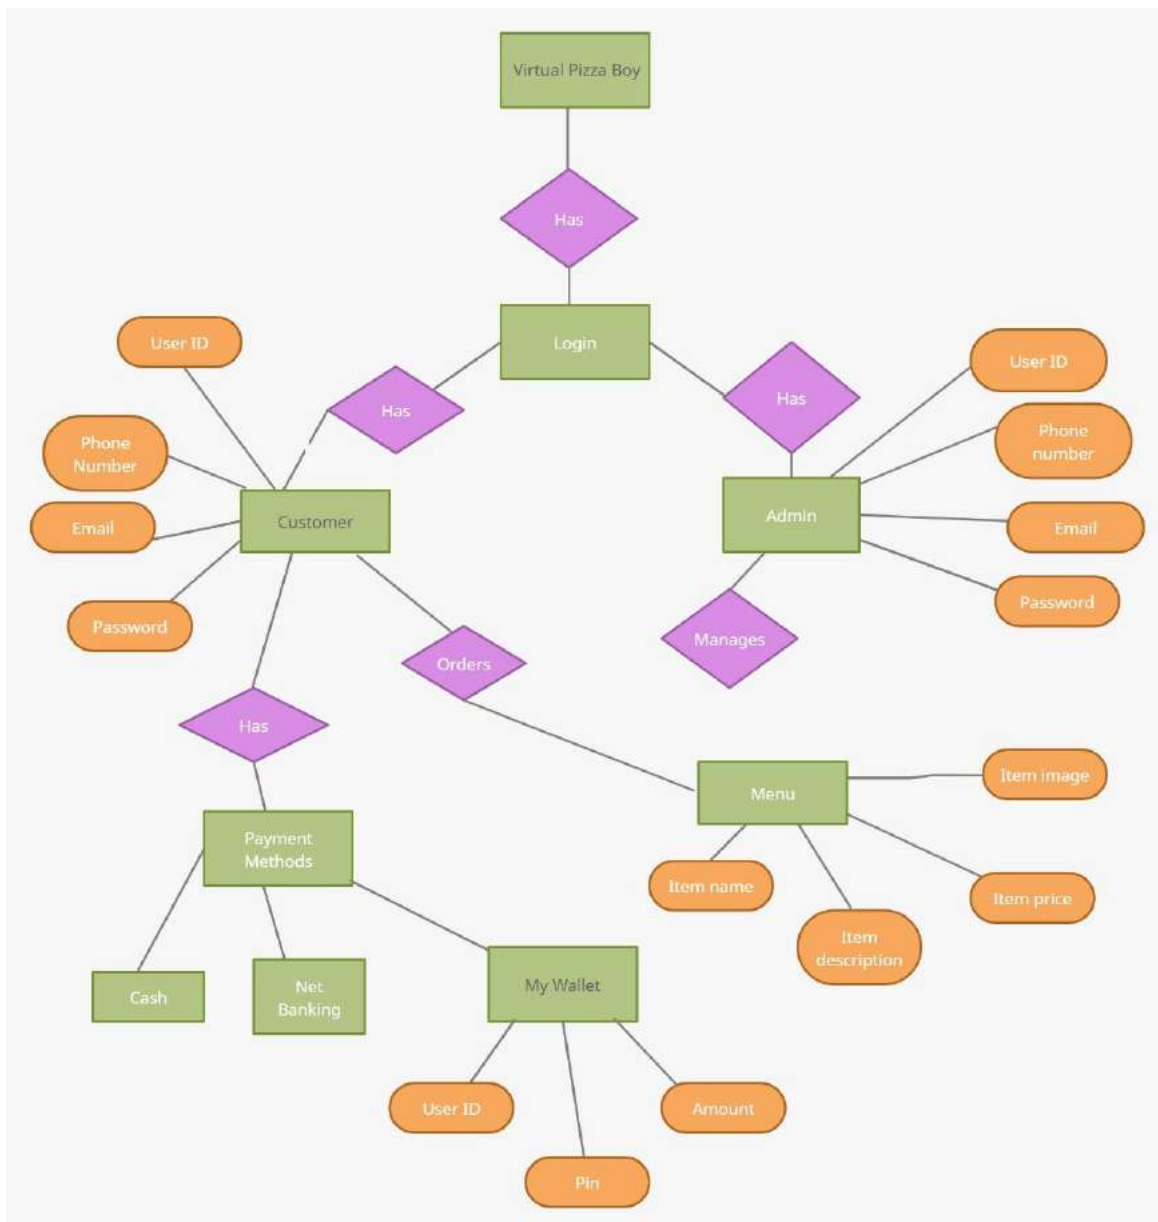 Virtual Pizza Boy
Has
Login
User ID
Has
Has
User ID
Phone
Number
Phone
number
Email
Customer
Admin
Email
Password
Password
Manages
Orders
Has
Menu
Item image
Payment
Methods
Item name
Item price
Item
description
Cash
Net
Banking
My Wallet
User ID
Amount
Pin